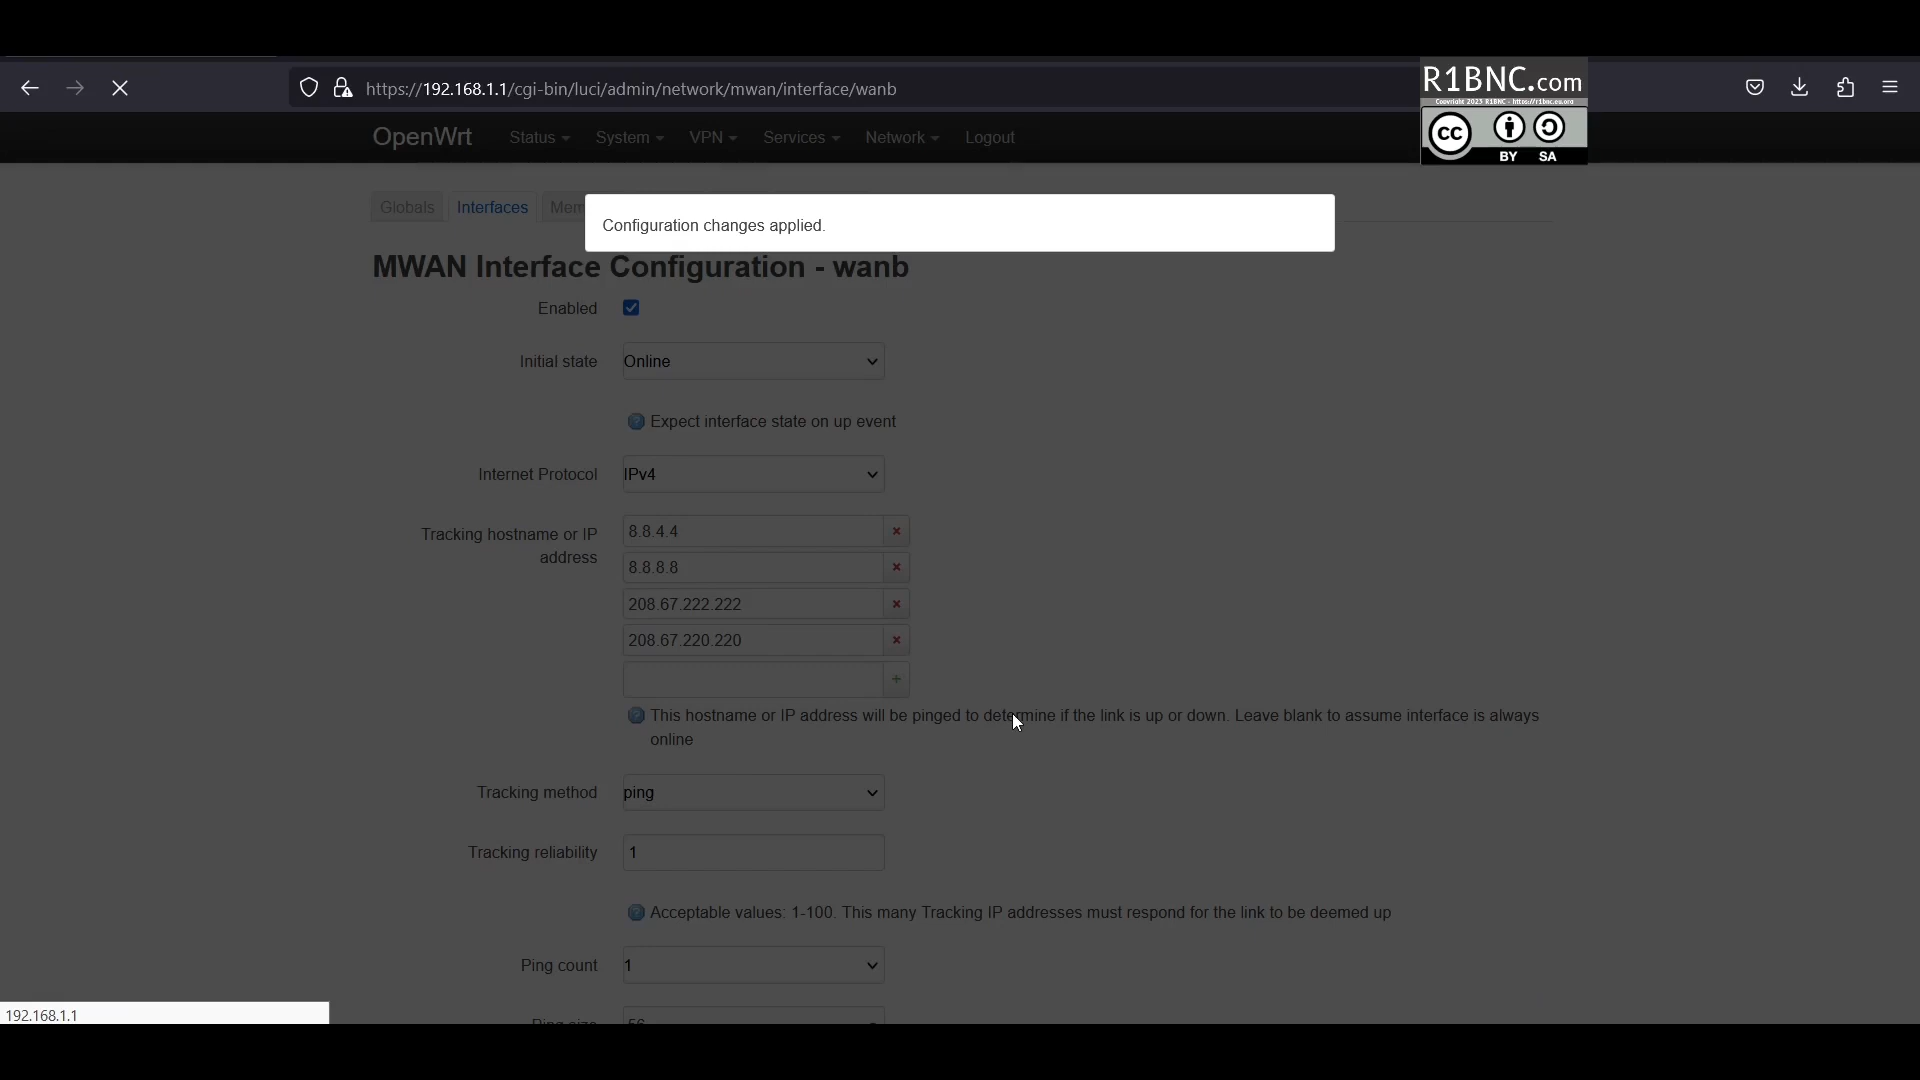 https://192.168.1.1/cgi-bin/luci/admin/network/mwan/interface/wanb
R1BNC.com
Copyright 2023 R1BNC - https://r1bnc.eu.org
cc
BY SA
OpenWrt Status System VPN Services Network Logout
Globals Interfaces Mem
Configuration changes applied.
MWAN Interface Configuration - wanb
Enabled
Initial state Online
Expect interface state on up event
Internet Protocol IPv4
Tracking hostname or IP address
8.8.4.4 ×
8.8.8.8 ×
208.67.222.222 ×
208.67.220.220 ×
+
This hostname or IP address will be pinged to determine if the link is up or down. Leave blank to assume interface is always
online
Tracking method ping
Tracking reliability 1
Acceptable values: 1-100. This many Tracking IP addresses must respond for the link to be deemed up
Ping count 1
Ping size 56
192.168.1.1